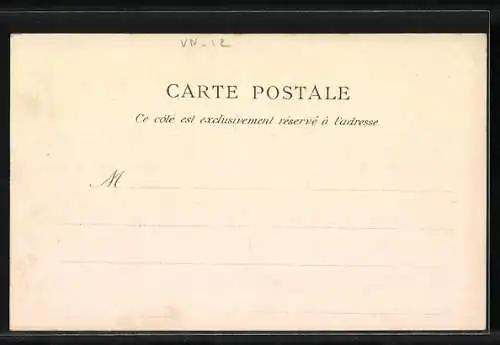 VN-12
CARTE POSTALE
Ce côté est exclusivement réservé à l'adresse.
M